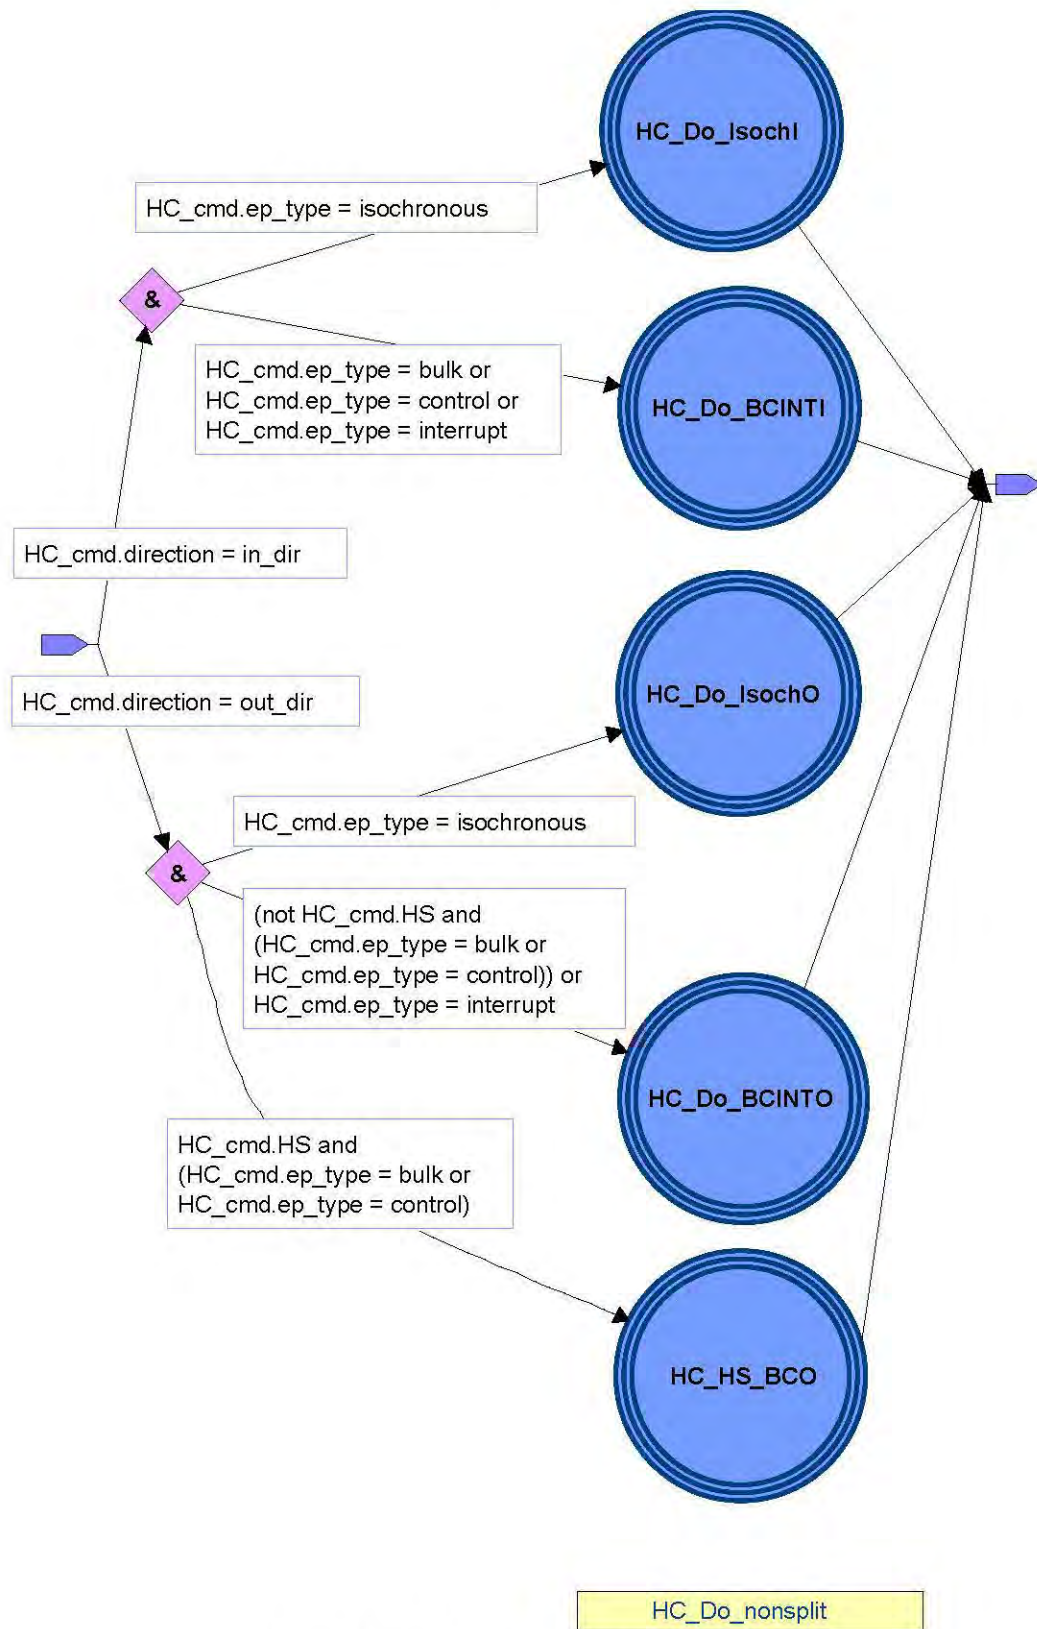 HC_Do_IsochI
HC_cmd.ep_type = isochronous
&
HC_cmd.ep_type = bulk or
HC_cmd.ep_type = control or
HC_cmd.ep_type = interrupt
HC_Do_BCINTI
HC_cmd.direction = in_dir
HC_cmd.direction = out_dir
HC_Do_IsochO
HC_cmd.ep_type = isochronous
&
(not HC_cmd.HS and
(HC_cmd.ep_type = bulk or
HC_cmd.ep_type = control)) or
HC_cmd.ep_type = interrupt
HC_Do_BCINTO
HC_cmd.HS and
(HC_cmd.ep_type = bulk or
HC_cmd.ep_type = control)
HC_HS_BCO
HC_Do_nonsplit